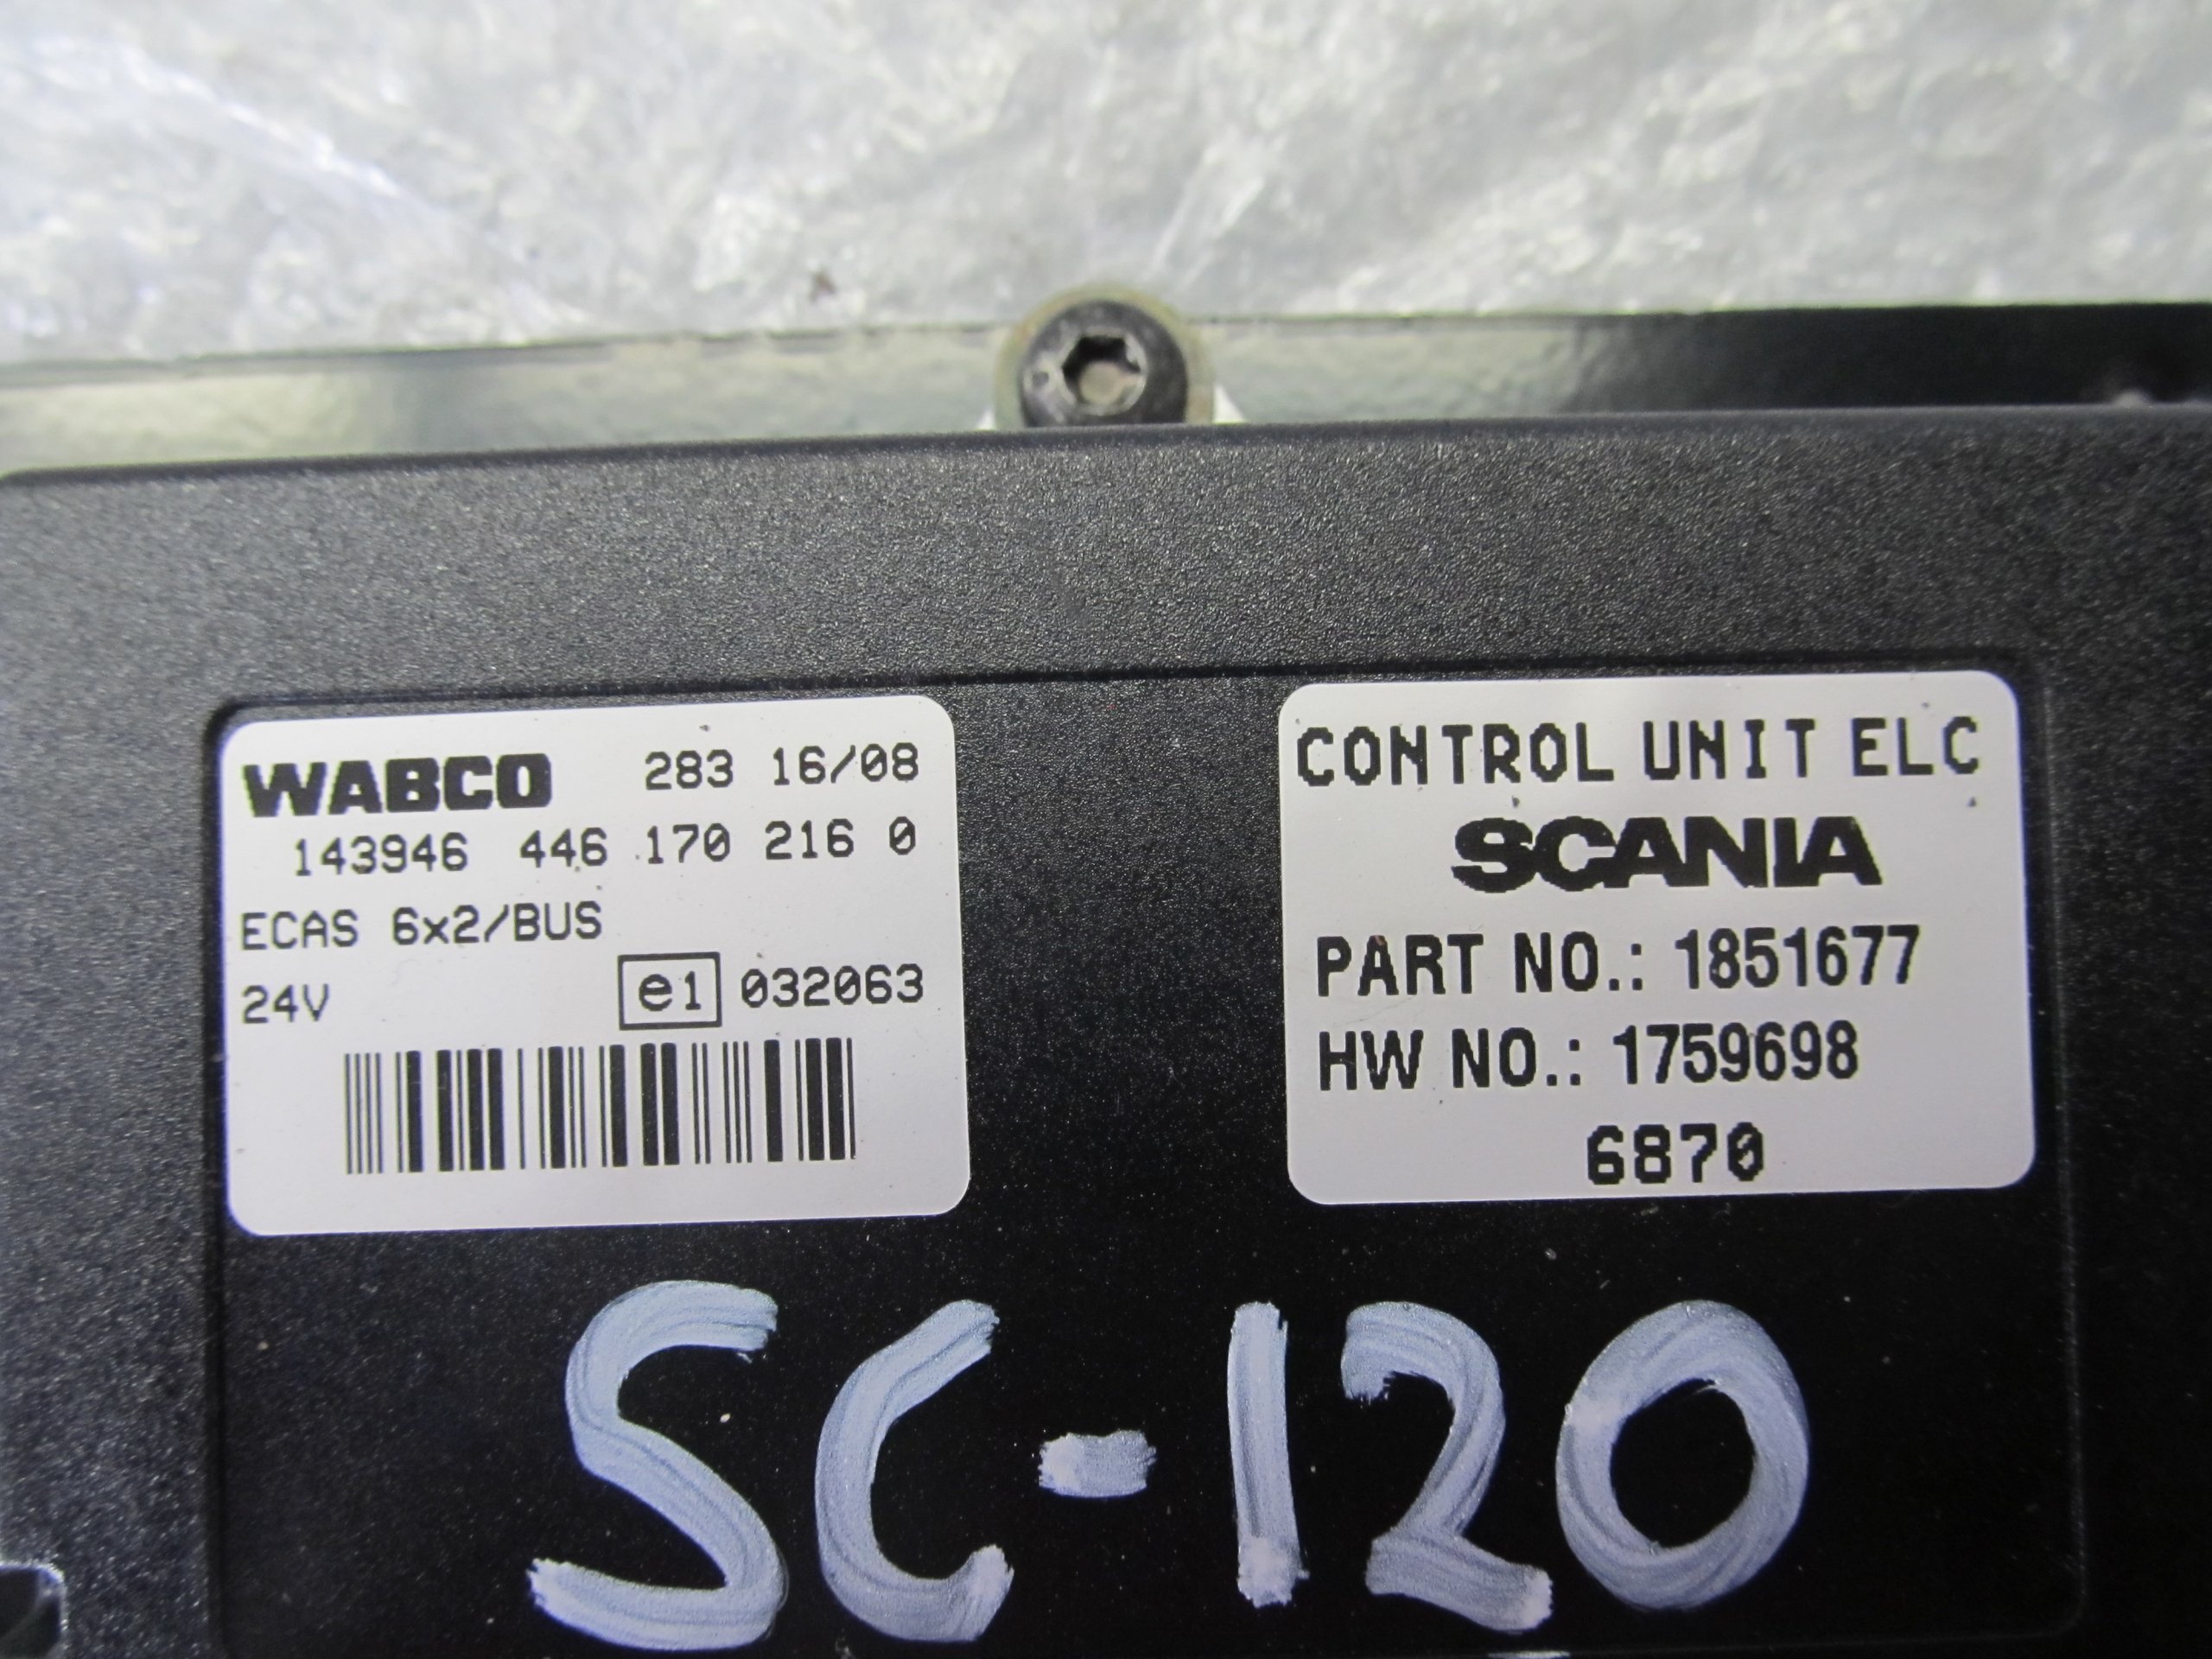 WABCO 283 16/08
143946 446 170 216 0
ECAS 6x2/BUS
24V e1 032063
CONTROL UNIT ELC
SCANIA
PART NO.: 1851677
HW NO.: 1759698
6870
SC-120